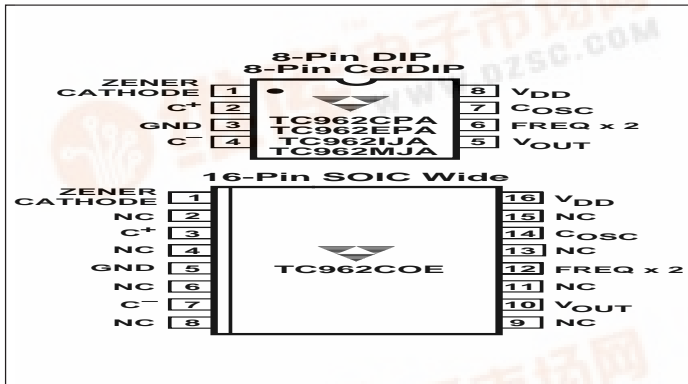 8-Pin DIP
8-Pin CerDIP
ZENER
CATHODE 1
C+ 2
GND 3
C– 4
8 VDD
7 COSC
6 FREQ x 2
5 VOUT
TC962CPA
TC962EPA
TC962IJA
TC962MJA
16-Pin SOIC Wide
ZENER
CATHODE 1
NC 2
C+ 3
NC 4
GND 5
NC 6
C– 7
NC 8
16 VDD
15 NC
14 COSC
13 NC
12 FREQ x 2
11 NC
10 VOUT
9 NC
TC962COE
WWW.DZSC.COM